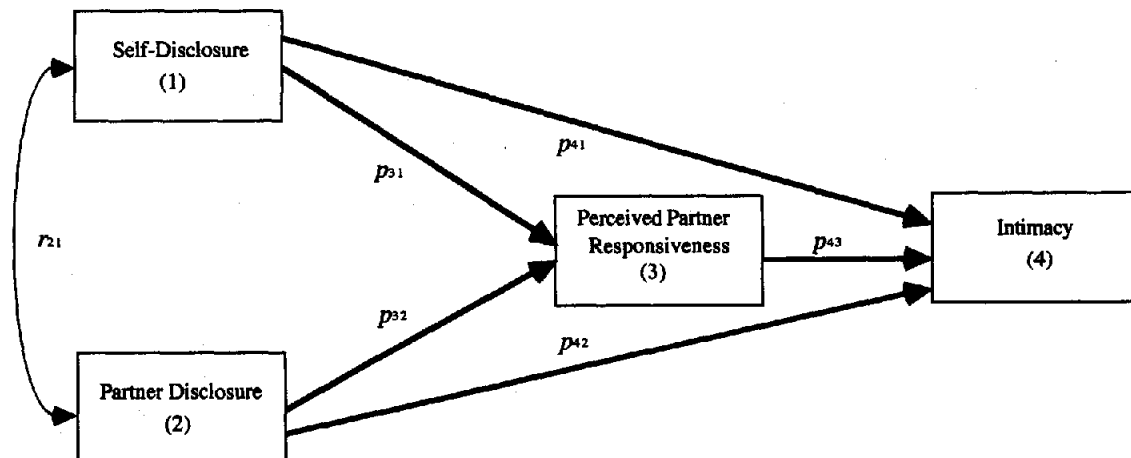 Self-Disclosure
(1)
p41
p31
r21
Perceived Partner
Responsiveness
(3)
p43
Intimacy
(4)
p32
p42
Partner Disclosure
(2)